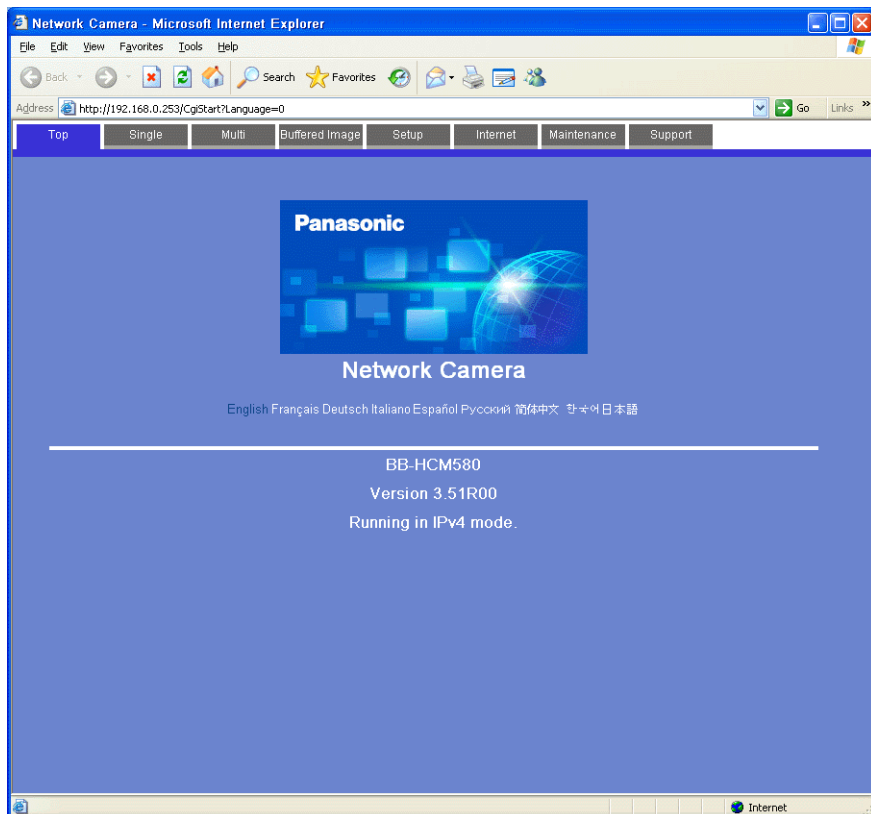 Network Camera - Microsoft Internet Explorer
File Edit View Favorites Tools Help
Back Search Favorites
Address http://192.168.0.253/CgiStart?Language=0 Go Links »
Top Single Multi Buffered Image Setup Internet Maintenance Support
Panasonic
Network Camera
English Français Deutsch Italiano Español Русский 简体中文 한국어 日本語
BB-HCM580
Version 3.51R00
Running in IPv4 mode.
Internet